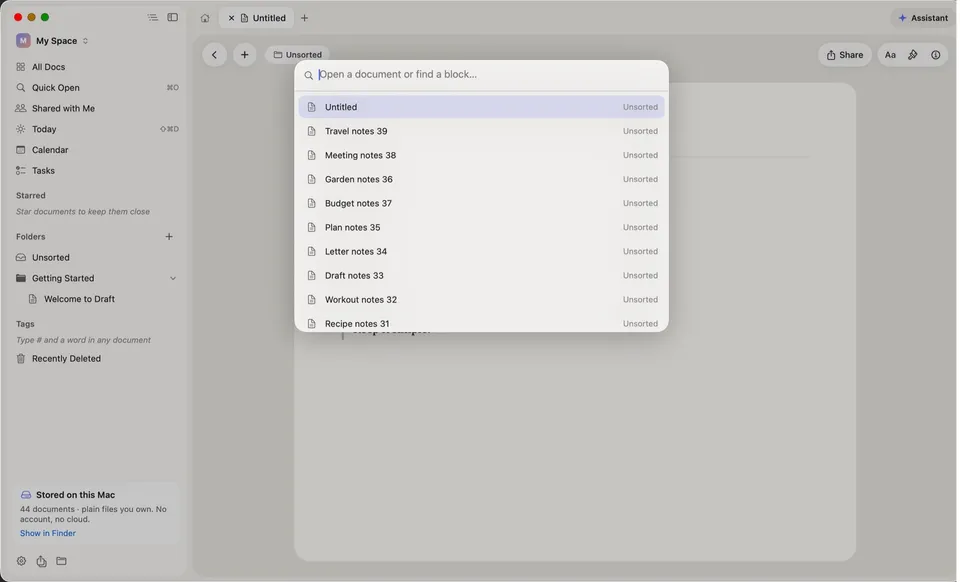 Untitled
Assistant
M My Space
All Docs
Quick Open ⌘O
Shared with Me
Today ⇧⌘D
Calendar
Tasks
Starred
Star documents to keep them close
Folders
Unsorted
Getting Started
Welcome to Draft
Tags
Type # and a word in any document
Recently Deleted
Stored on this Mac
44 documents · plain files you own. No
account, no cloud.
Show in Finder
Unsorted
Share
Aa
Open a document or find a block...
Untitled Unsorted
Travel notes 39 Unsorted
Meeting notes 38 Unsorted
Garden notes 36 Unsorted
Budget notes 37 Unsorted
Plan notes 35 Unsorted
Letter notes 34 Unsorted
Draft notes 33 Unsorted
Workout notes 32 Unsorted
Recipe notes 31 Unsorted